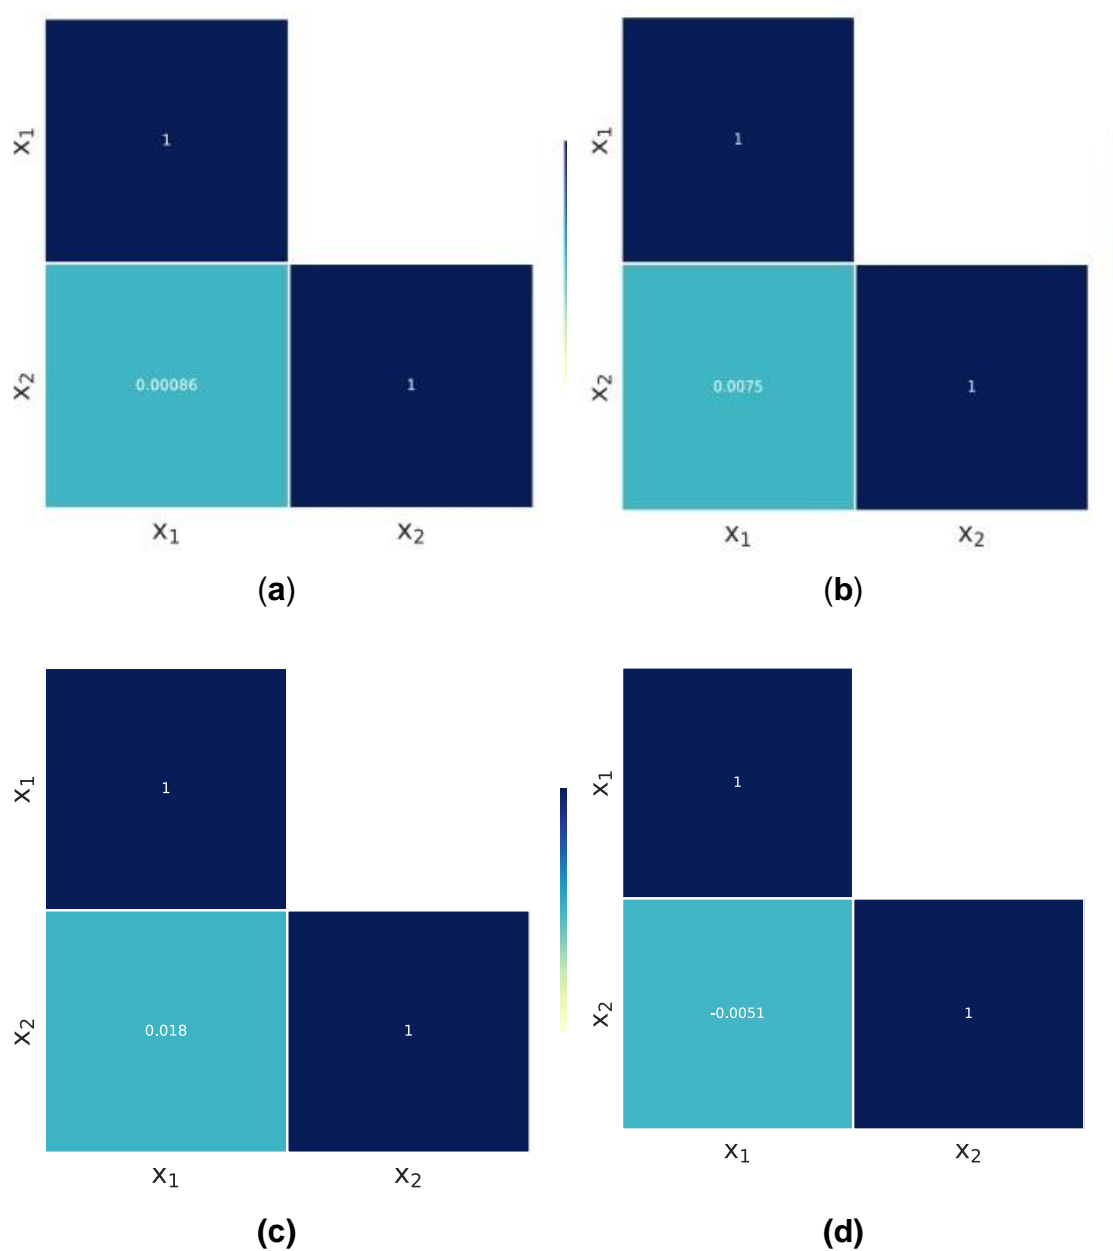 x₁
1
x₂
0.00086
1
x₁
x₂
(a)
x₁
1
x₂
0.0075
1
x₁
x₂
(b)
x₁
1
x₂
0.018
1
x₁
x₂
(c)
x₁
1
x₂
-0.0051
1
x₁
x₂
(d)